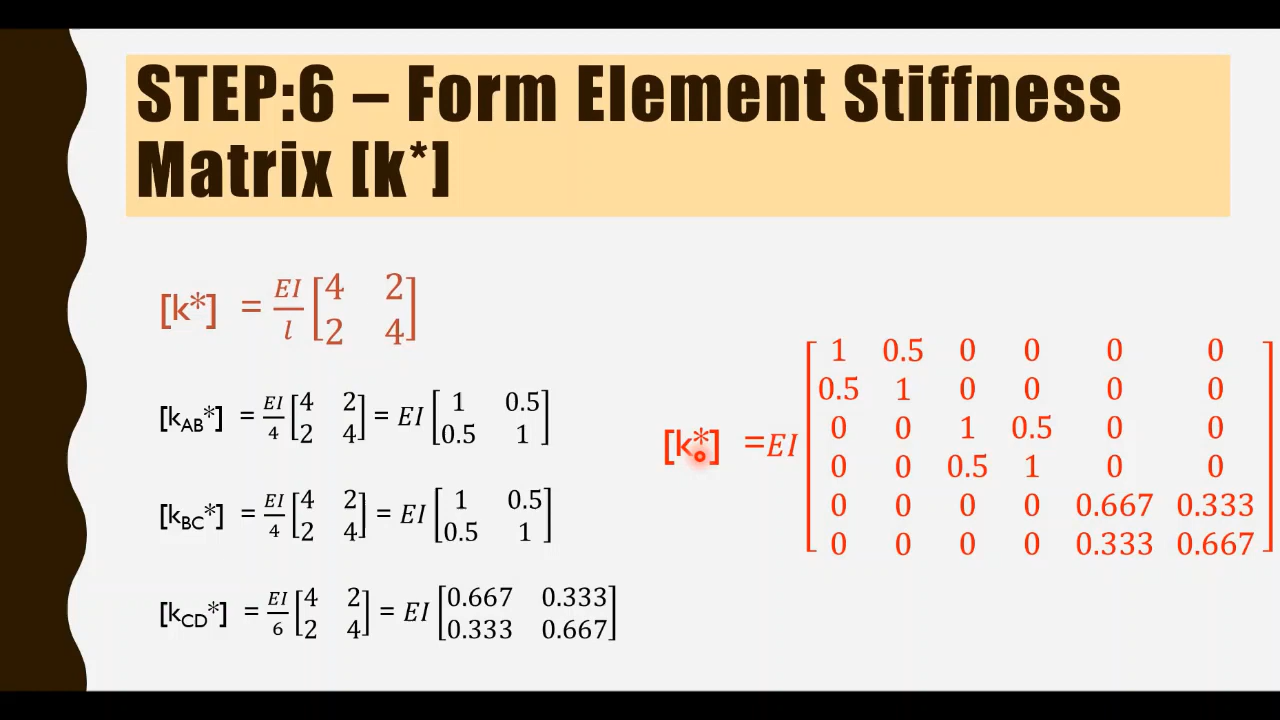 STEP:6 – Form Element Stiffness
Matrix [k*]
[k*] = EI/l [4 2
2 4]
[kAB*] = EI/4 [4 2
2 4] = EI [1 0.5
0.5 1]
[kBC*] = EI/4 [4 2
2 4] = EI [1 0.5
0.5 1]
[kCD*] = EI/6 [4 2
2 4] = EI [0.667 0.333
0.333 0.667]
[k*] =EI [1 0.5 0 0 0 0
0.5 1 0 0 0 0
0 0 1 0.5 0 0
0 0 0.5 1 0 0
0 0 0 0 0.667 0.333
0 0 0 0 0.333 0.667]